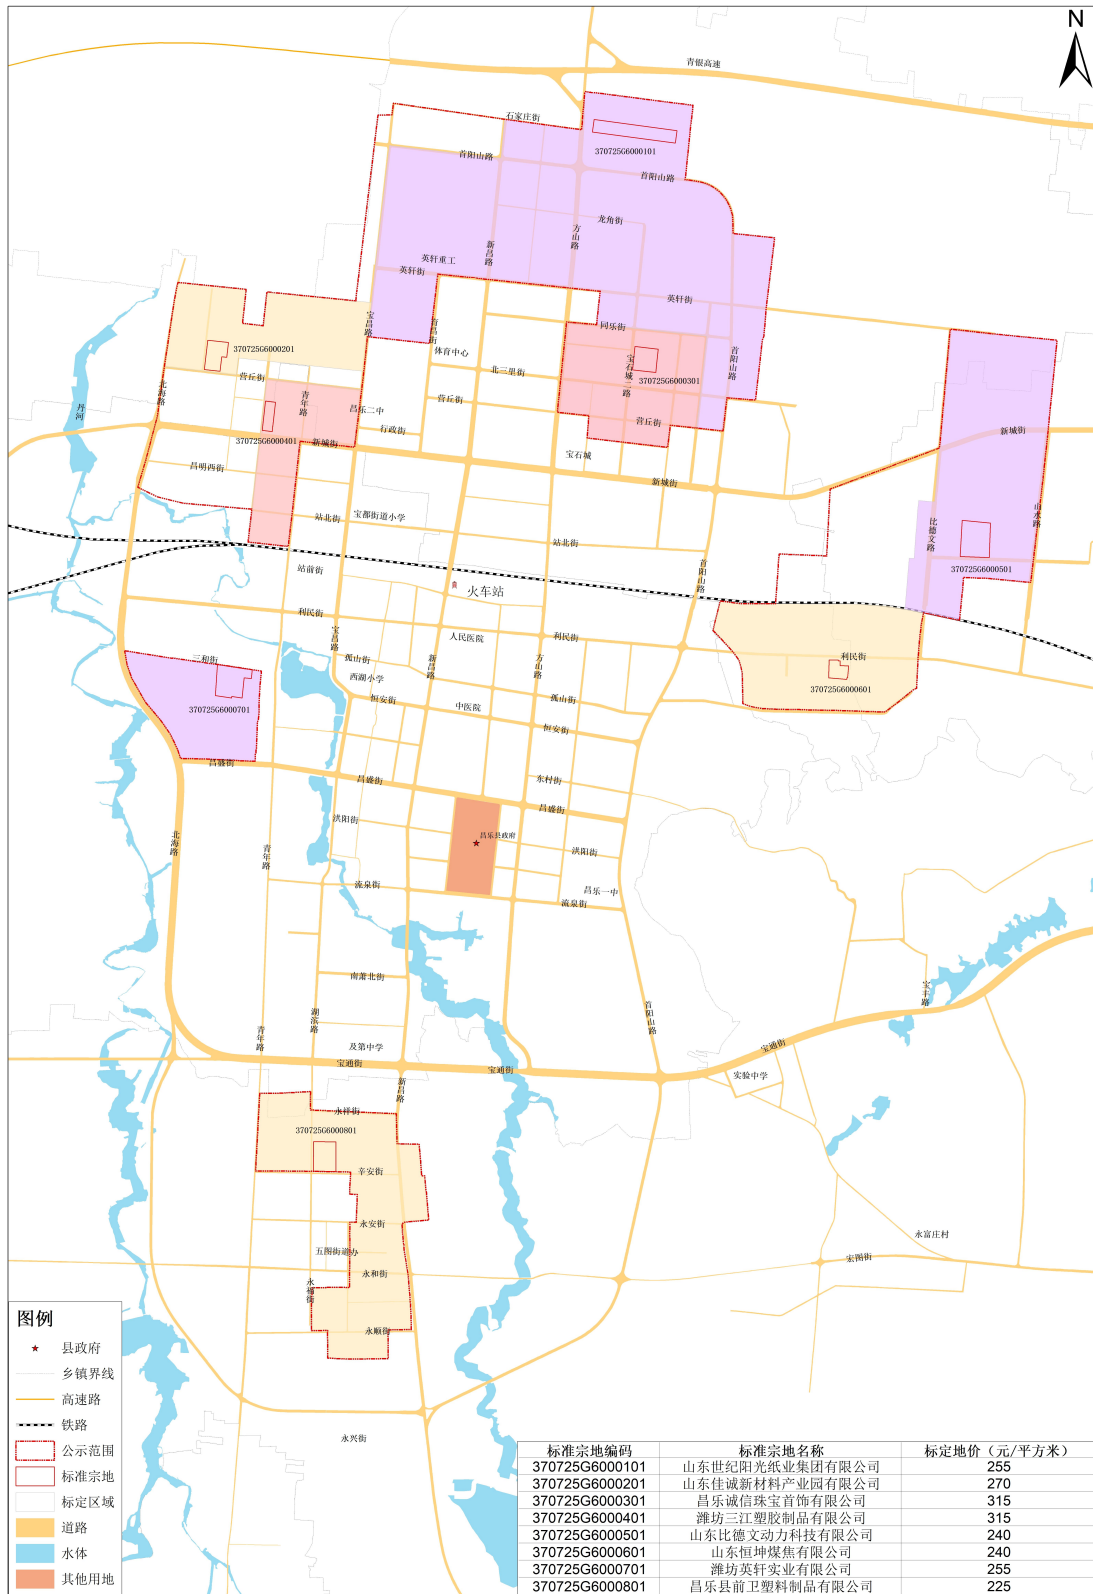 N
青银高速
石家庄街
370725G6000101
首阳山路
首阳山路
龙角街
方山路
新昌路
英轩重工
英轩街
英轩街
宝昌路
首昌街
同乐街
体育中心
370725G6000201
宝石城二路
首阳山路
北三里街
370725G6000301
营丘街
北海路
丹河
青年路
昌乐二中
营丘街
营丘街
行政街
370725G6000401
新城街
新城街
宝石城
昌明西街
新城街
站北街
宝都街道小学
比德文路
山水路
站北街
370725G6000501
站前街
首阳山路
火车站
利民街
宝昌路
人民医院
利民街
三和街
孤山街
新昌路
方山路
利民街
西湖小学
370725G6000601
370725G6000701
恒安街
中医院
孤山街
恒安街
昌盛街
昌盛街
东村街
昌盛街
洪阳街
昌乐县政府
北海路
青年路
洪阳街
流泉街
昌乐一中
流泉街
南萧北街
宝丰路
湖滨路
首阳山路
青年路
及第中学
宝通街
宝通街
宝通街
实验中学
新昌路
永祥街
370725G6000801
辛安街
永安街
永富庄村
五图街道办
宏图街
永和街
永福街
永顺街
永兴街
图例
县政府
乡镇界线
高速路
铁路
公示范围
标准宗地
标定区域
道路
水体
其他用地
标准宗地编码 标准宗地名称 标定地价（元/平方米）
370725G6000101 山东世纪阳光纸业集团有限公司 255
370725G6000201 山东佳诚新材料产业园有限公司 270
370725G6000301 昌乐诚信珠宝首饰有限公司 315
370725G6000401 潍坊三江塑胶制品有限公司 315
370725G6000501 山东比德文动力科技有限公司 240
370725G6000601 山东恒坤煤焦有限公司 240
370725G6000701 潍坊英轩实业有限公司 255
370725G6000801 昌乐县前卫塑料制品有限公司 225